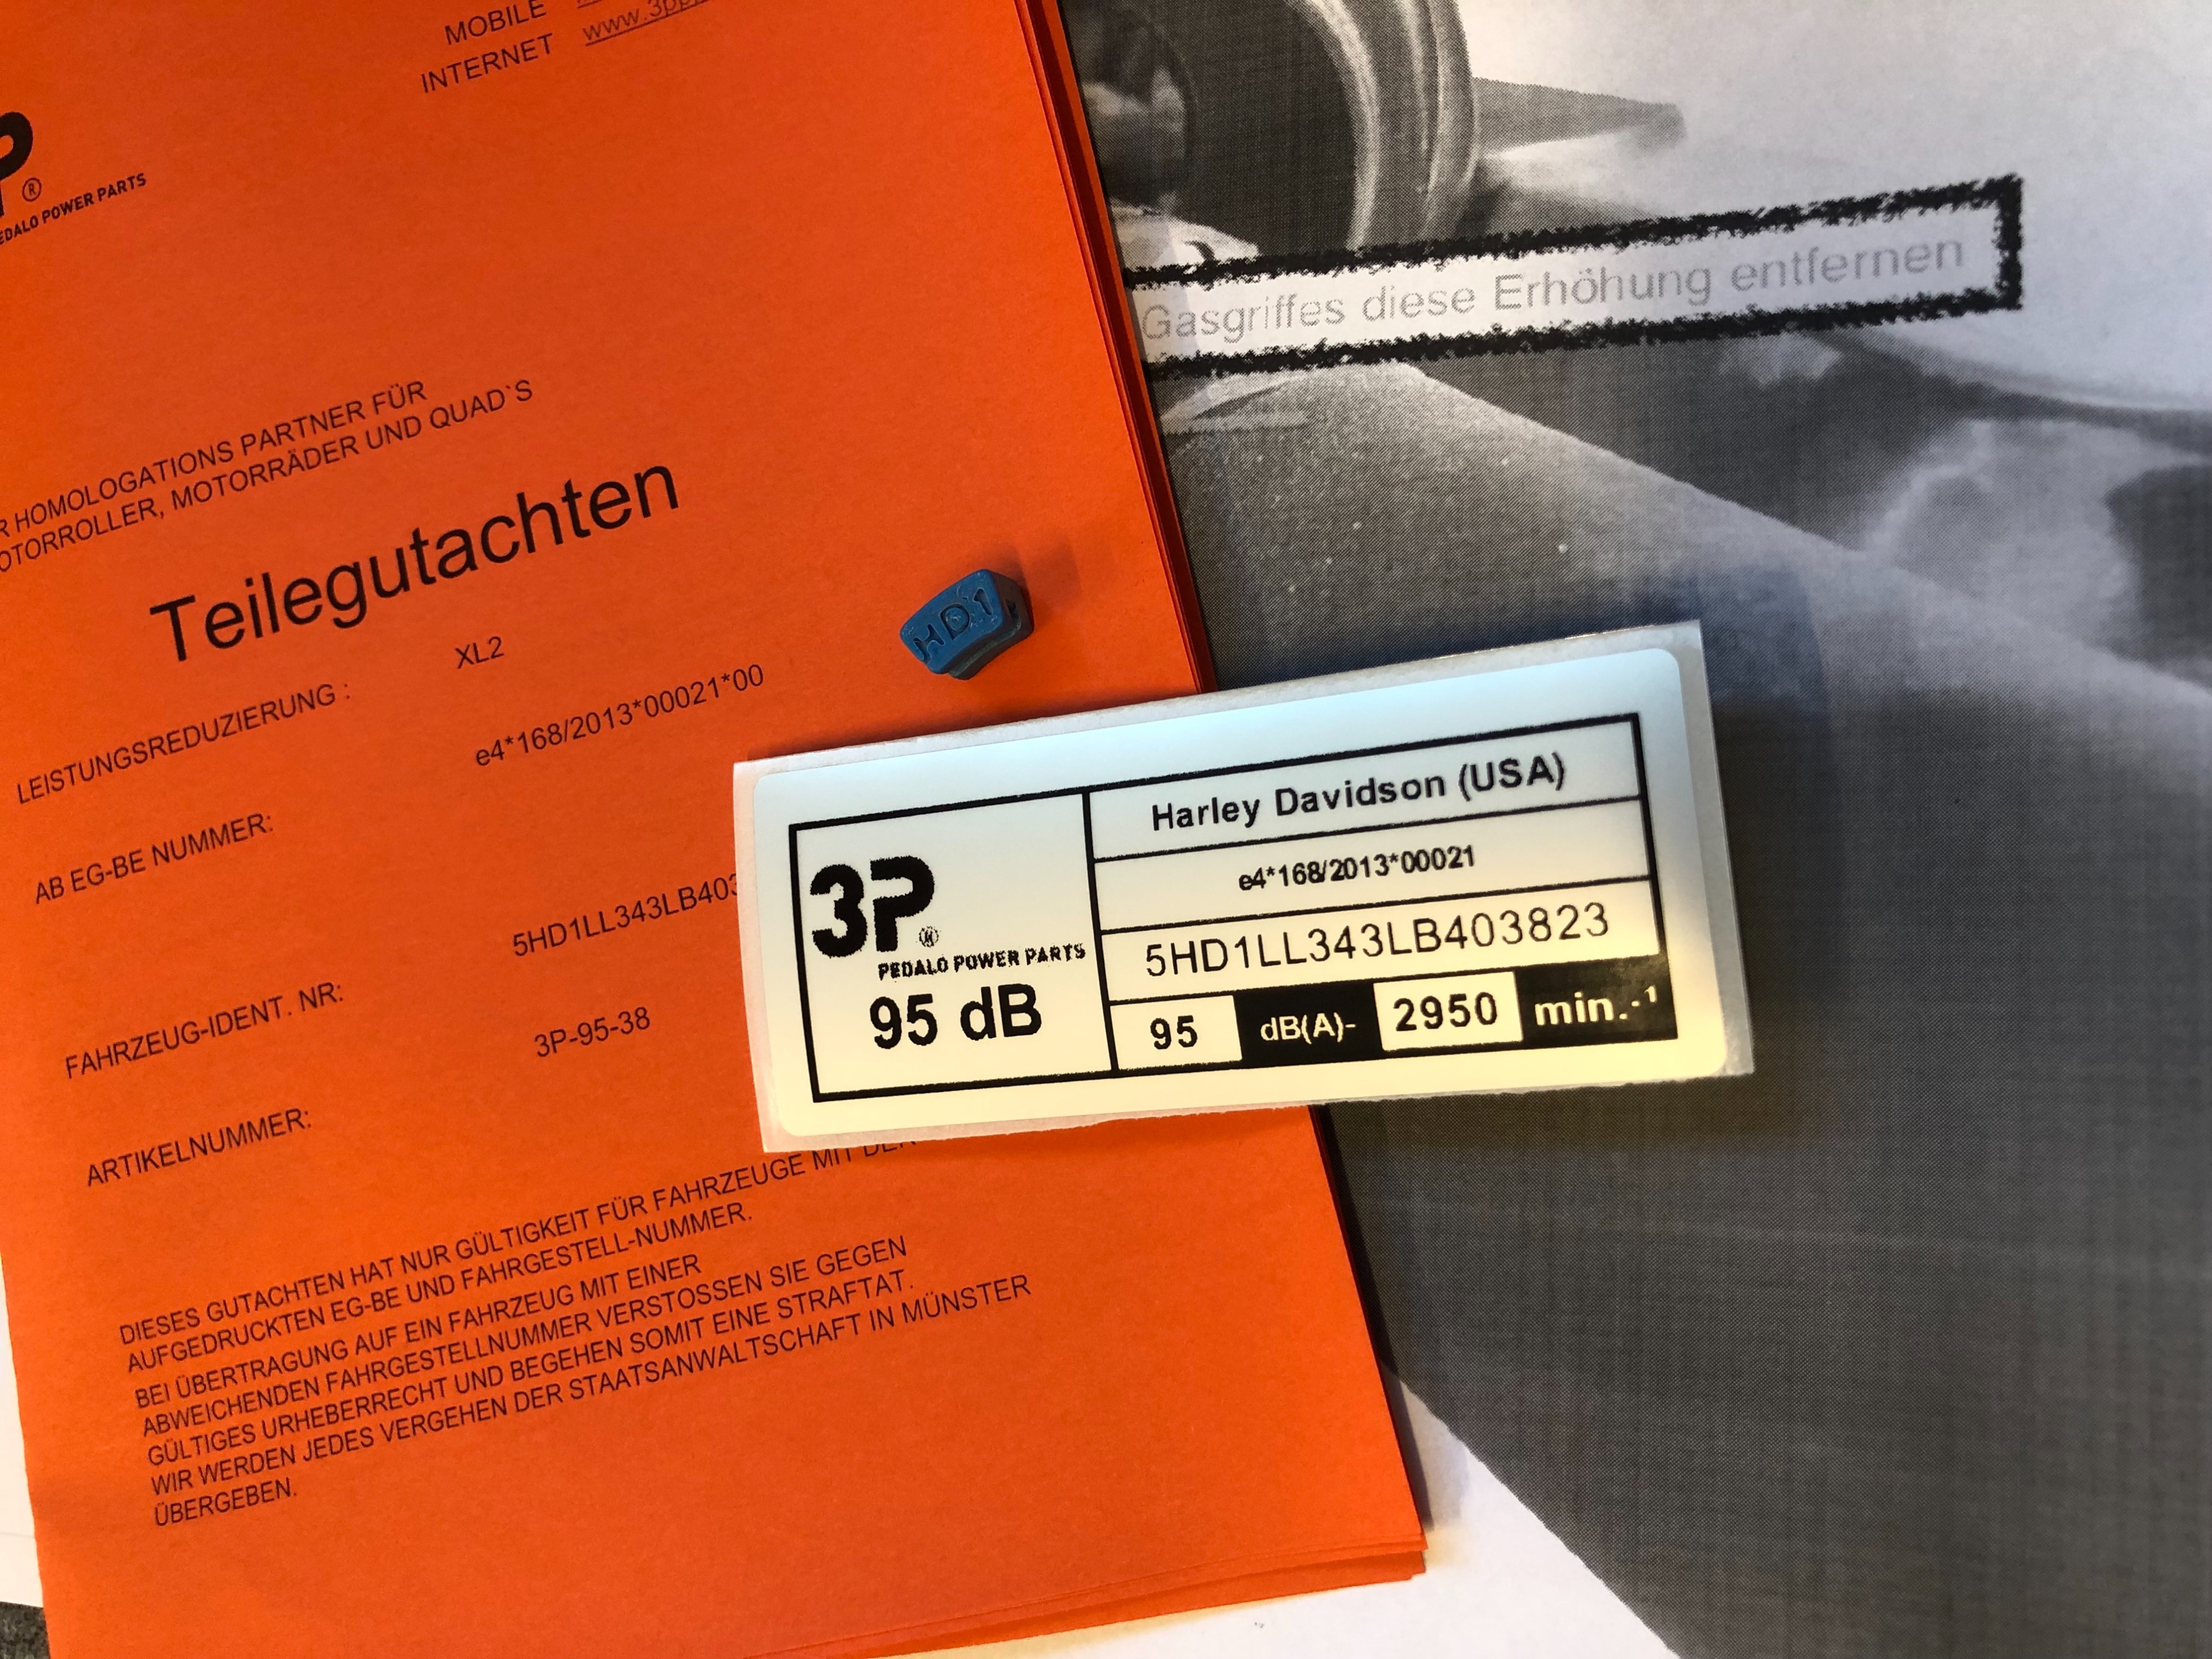 MOBILE
INTERNET
P®
PEDALO POWER PARTS
HOMOLOGATIONS PARTNER FÜR
MOTORRÄDER UND QUAD`S
Teilegutachten
LEISTUNGSREDUZIERUNG : XL2
AB EG-BE NUMMER: e4*168/2013*00021*00
FAHRZEUG-IDENT. NR: 5HD1LL343LB403
ARTIKELNUMMER: 3P-95-38
DIESES GUTACHTEN HAT NUR GÜLTIGKEIT FÜR FAHRZEUGE MIT DER
AUFGEDRUCKTEN EG-BE UND FAHRGESTELL-NUMMER.
BEI ÜBERTRAGUNG AUF EIN FAHRZEUG MIT EINER
ABWEICHENDEN FAHRGESTELLNUMMER VERSTOSSEN SIE GEGEN
GÜLTIGES URHEBERRECHT UND BEGEHEN SOMIT EINE STRAFTAT.
WIR WERDEN JEDES VERGEHEN DER STAATSANWALTSCHAFT IN MÜNSTER
ÜBERGEBEN.
HD1
Gasgriffes diese Erhöhung entfernen
3P®
PEDALO POWER PARTS
95 dB
Harley Davidson (USA)
e4*168/2013*00021
5HD1LL343LB403823
95 dB(A)- 2950 min.-¹